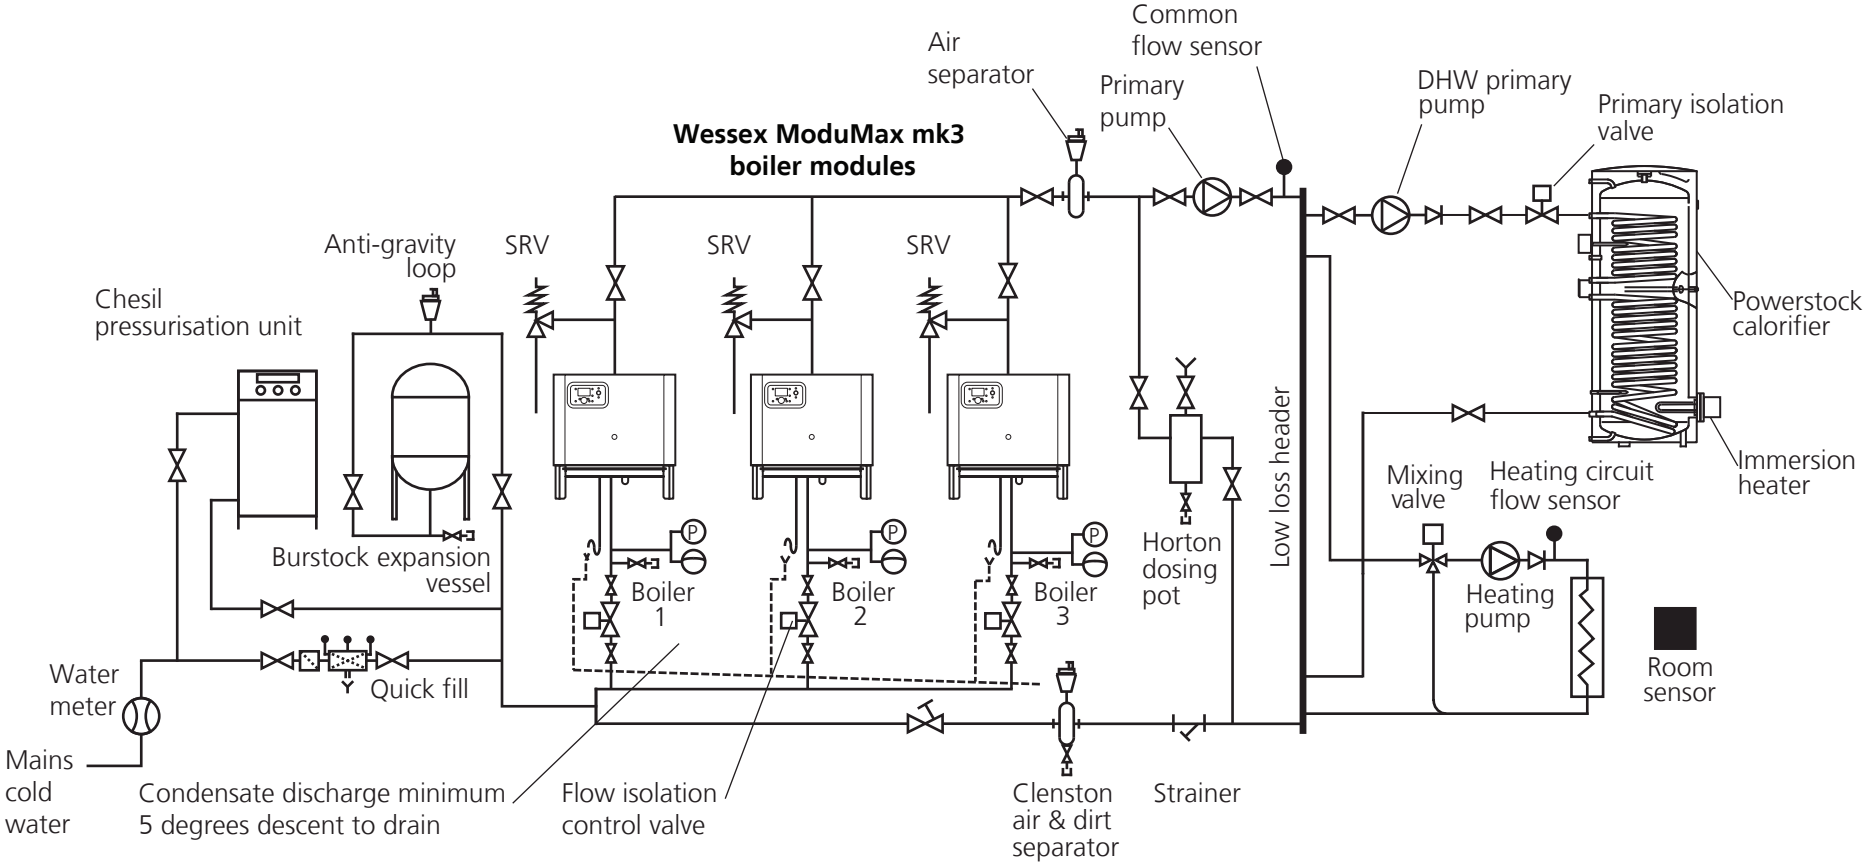 Common
flow sensor
Air
separator
Primary
pump
DHW primary
pump
Primary isolation
valve
Wessex ModuMax mk3
boiler modules
Anti-gravity
loop
SRV
SRV
SRV
Chesil
pressurisation unit
Powerstock
calorifier
Low loss header
Immersion
heater
Mixing
valve
Heating circuit
flow sensor
P
P
P
Burstock expansion
vessel
Horton
dosing
pot
Boiler
1
Boiler
2
Boiler
3
Heating
pump
Room
sensor
Water
meter
Quick fill
Mains
cold
water
Condensate discharge minimum
5 degrees descent to drain
Flow isolation
control valve
Clenston
air & dirt
separator
Strainer